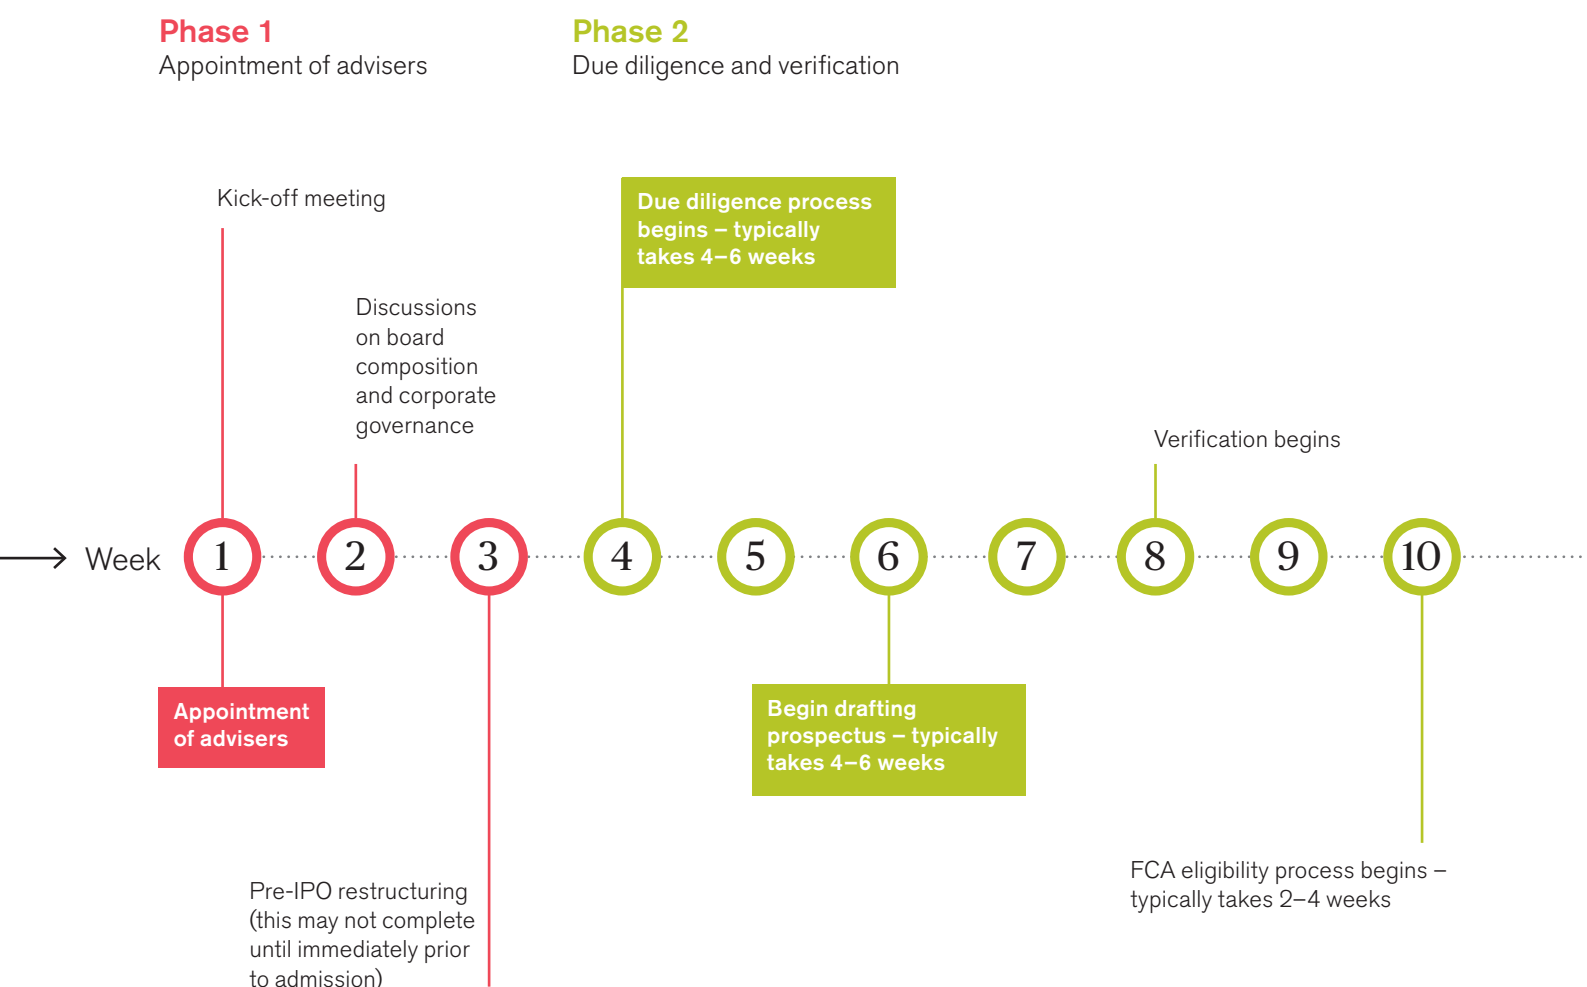 Phase 1
Appointment of advisers
Phase 2
Due diligence and verification
Kick-off meeting
Due diligence process
begins – typically
takes 4–6 weeks
Discussions
on board
composition
and corporate
governance
Verification begins
Week 1 2 3 4 5 6 7 8 9 10
Appointment
of advisers
Begin drafting
prospectus – typically
takes 4–6 weeks
Pre-IPO restructuring
(this may not complete
until immediately prior
to admission)
FCA eligibility process begins –
typically takes 2–4 weeks